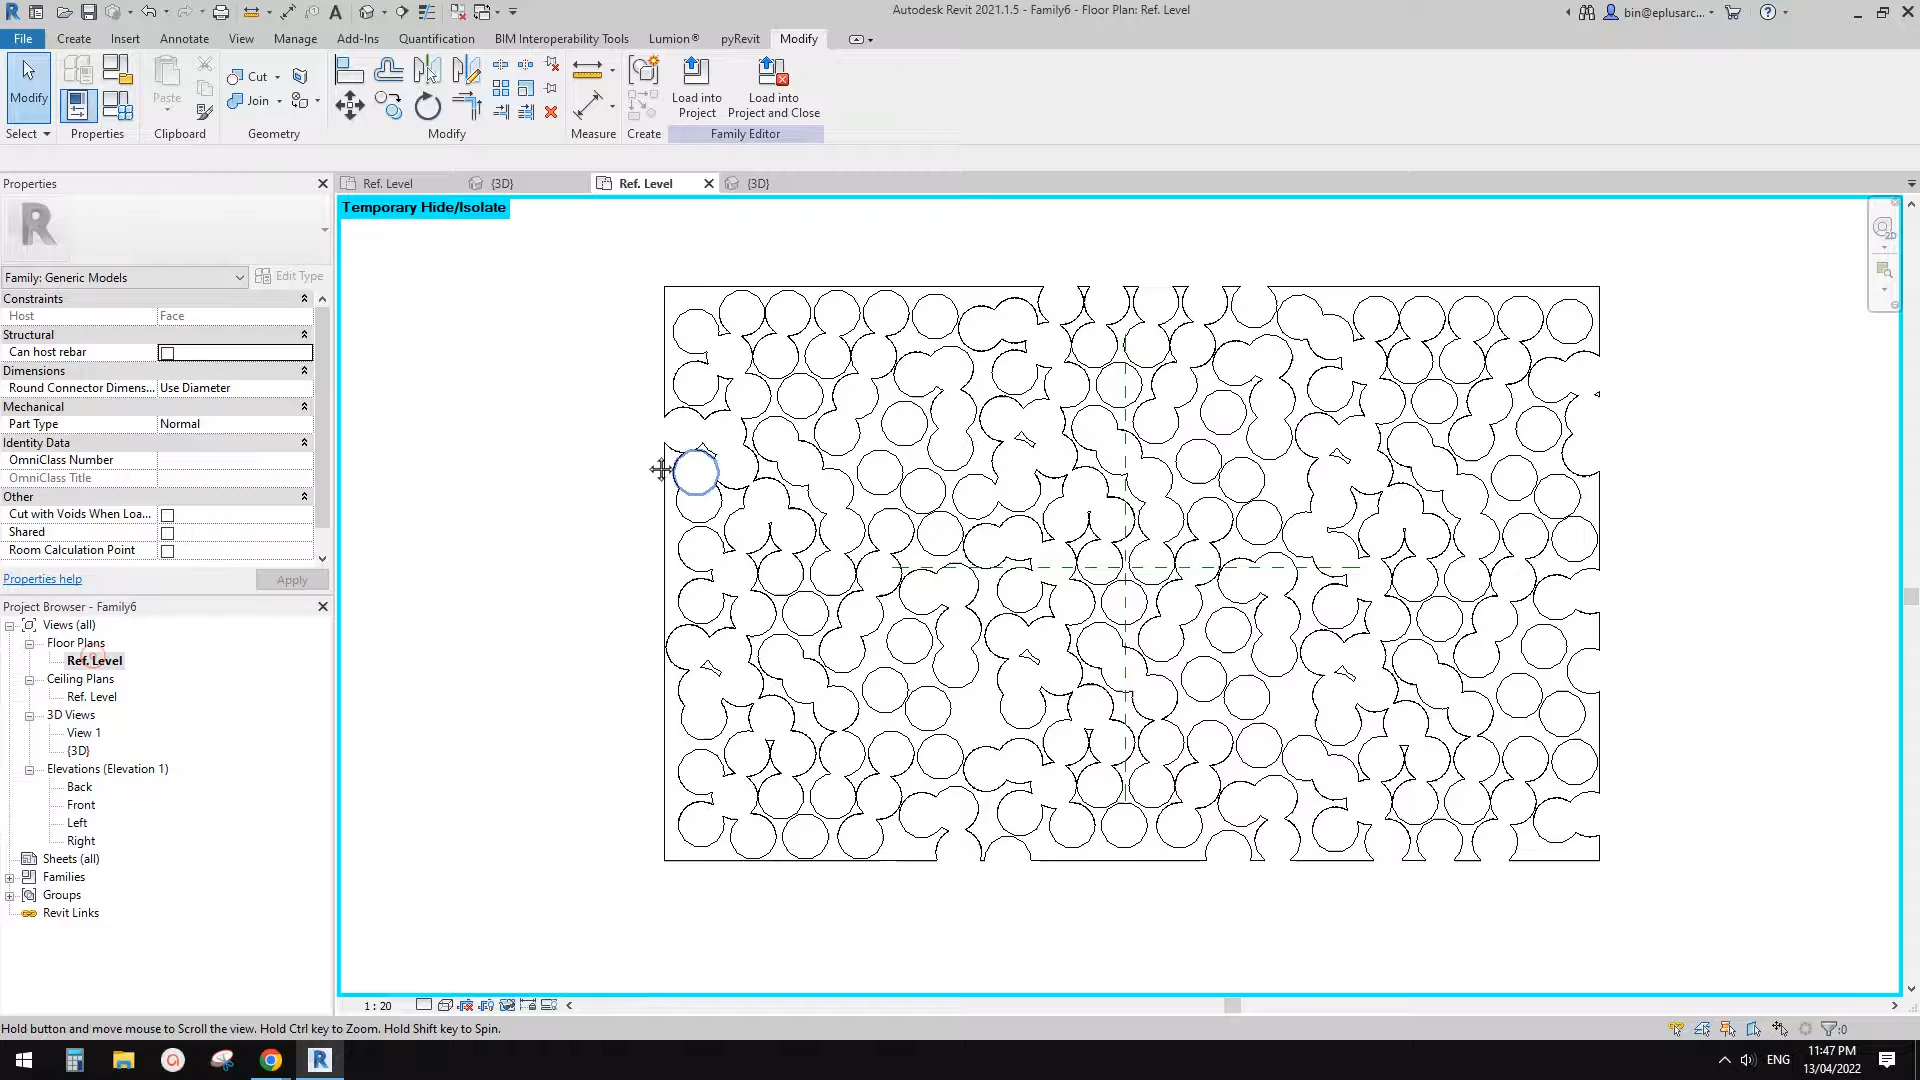 Autodesk Revit 2021.1.5 - Family6 - Floor Plan: Ref. Level
bin@eplusarc...
File Create Insert Annotate View Manage Add-Ins Quantification BIM Interoperability Tools Lumion® pyRevit Modify
Modify
Paste
Cut
Join
Load into
Project
Load into
Project and Close
Select Properties Clipboard Geometry Modify Measure Create Family Editor
Properties
Ref. Level
{3D}
Ref. Level
{3D}
Temporary Hide/Isolate
Family: Generic Models
Edit Type
Constraints
Host Face
Structural
Can host rebar
Dimensions
Round Connector Dimens... Use Diameter
Mechanical
Part Type Normal
Identity Data
OmniClass Number
OmniClass Title
Other
Cut with Voids When Loa...
Shared
Room Calculation Point
Properties help
Apply
Project Browser - Family6
Views (all)
Floor Plans
Ref. Level
Ceiling Plans
Ref. Level
3D Views
View 1
{3D}
Elevations (Elevation 1)
Back
Front
Left
Right
Sheets (all)
Families
Groups
Revit Links
1 : 20
Hold button and move mouse to Scroll the view. Hold Ctrl key to Zoom. Hold Shift key to Spin.
:0
ENG
11:47 PM
13/04/2022